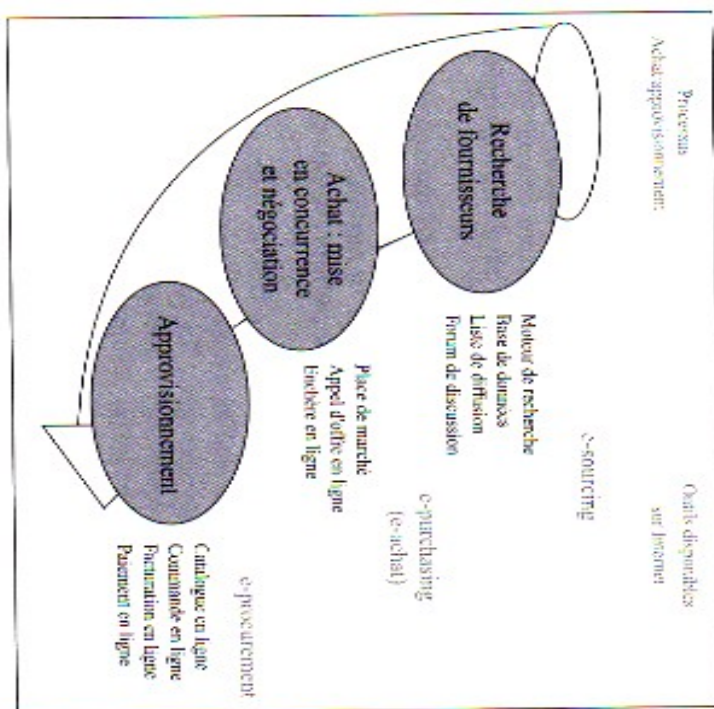 Processus
Achat/approvisionnement
Outils disponibles
sur Internet
Recherche
de fournisseurs
Moteur de recherche
Base de données
Liste de diffusion
Forum de discussion
e-sourcing
Achat : mise
en concurrence
et négociation
Place de marché
Appel d'offre en ligne
Enchère en ligne
e-purchasing
(e-achat)
Approvisionnement
Catalogue en ligne
Commande en ligne
Facturation en ligne
Paiement en ligne
e-procurement